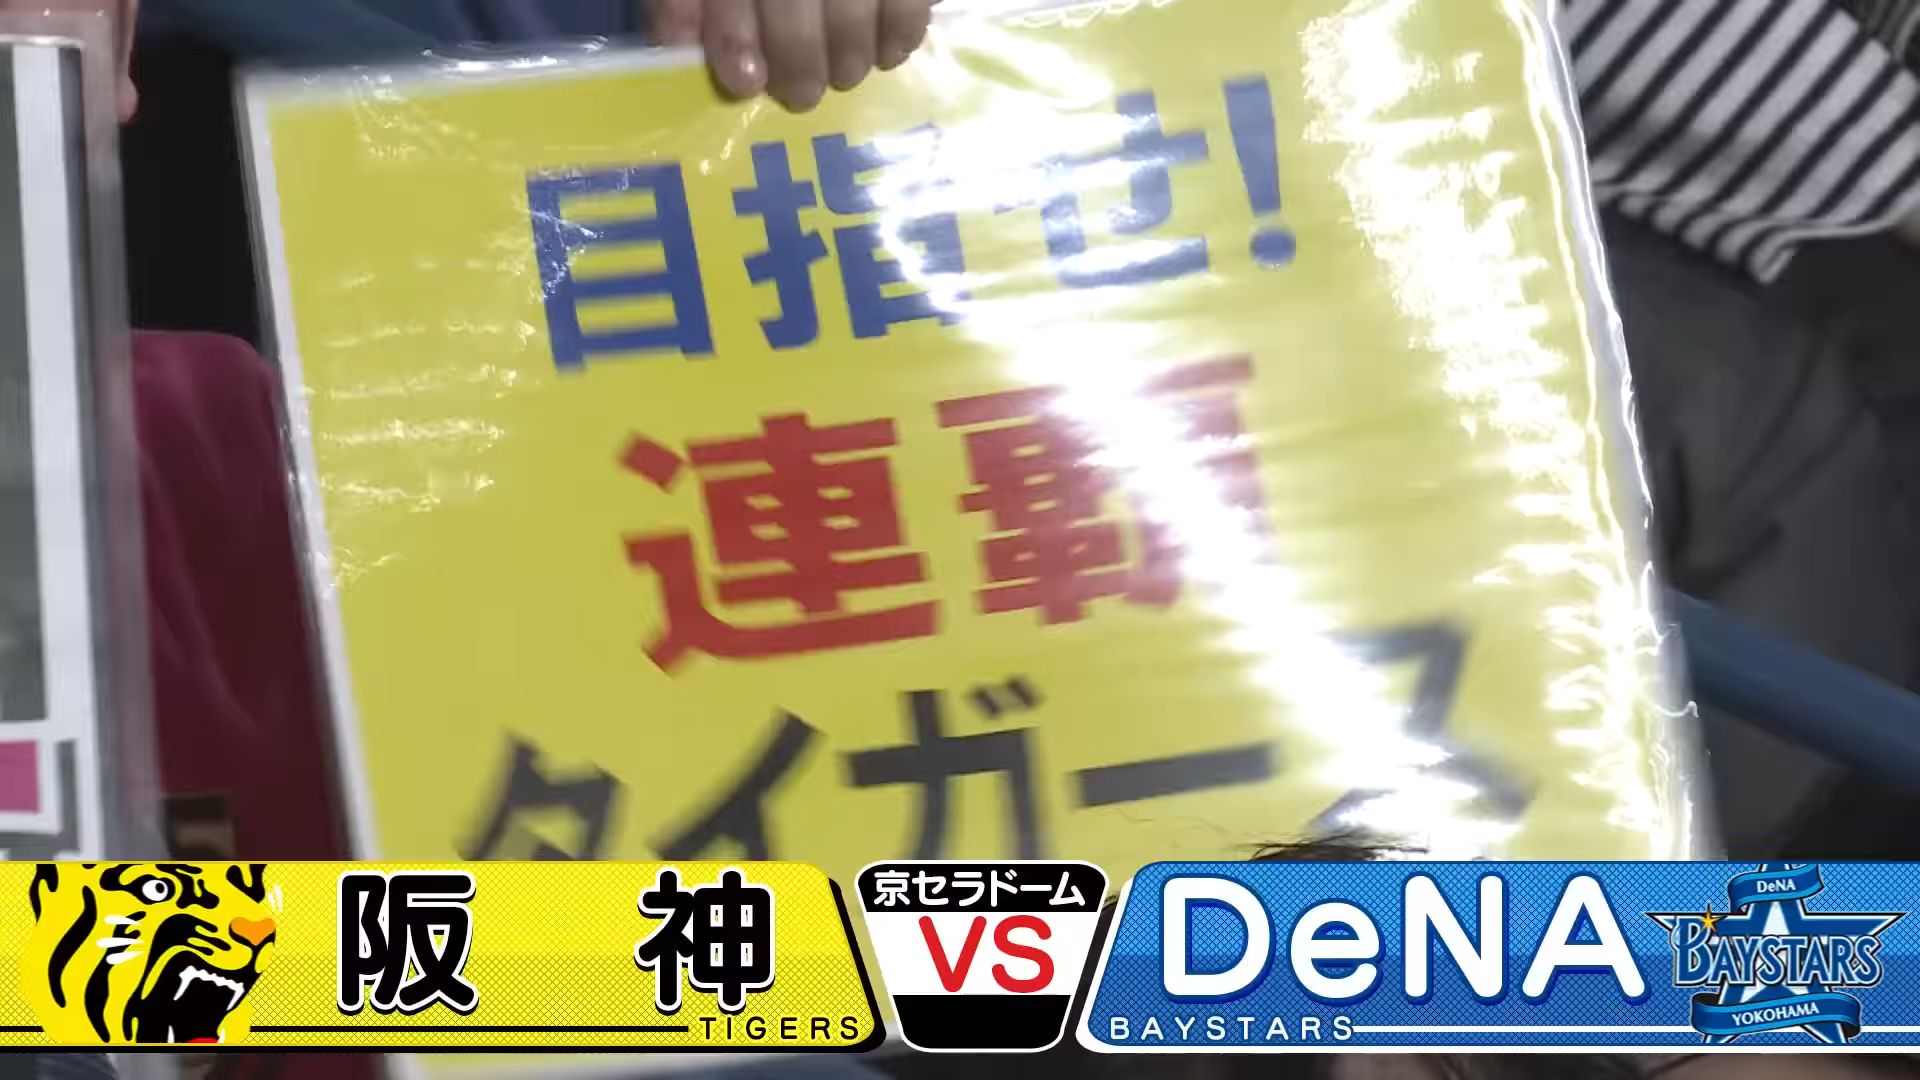 目指せ!
連覇
タイガース
阪神
TIGERS
京セラドーム
VS
DeNA
BAYSTARS
DeNA
BAYSTARS
YOKOHAMA